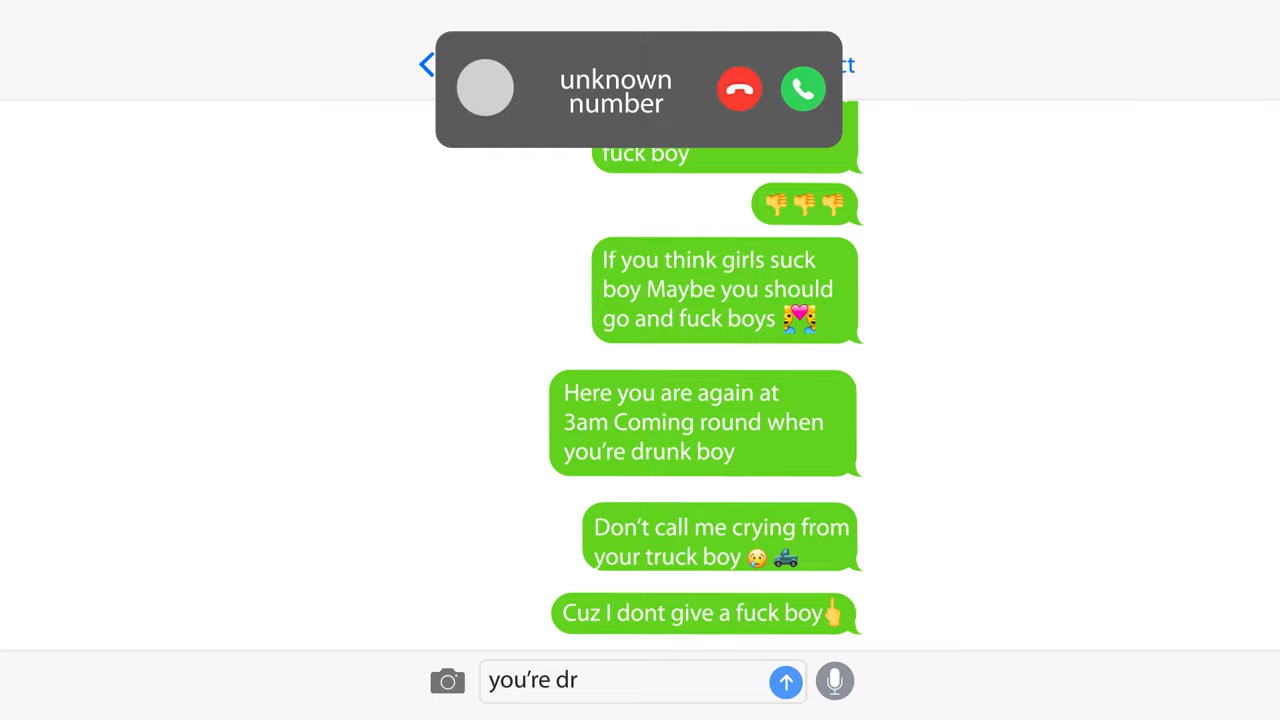 unknown
number
ct
fuck boy
👎👎👎
If you think girls suck
boy Maybe you should
go and fuck boys
Here you are again at
3am Coming round when
you’re drunk boy
Don’t call me crying from
your truck boy 😢 🛻
Cuz I dont give a fuck boy🖕
you’re dr